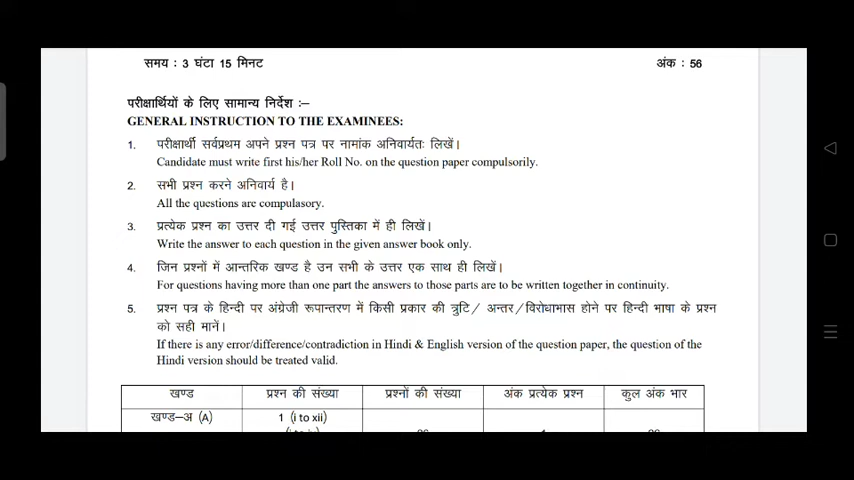 समय : 3 घंटा 15 मिनट अंक : 56
परीक्षार्थियों के लिए सामान्य निर्देश :–
GENERAL INSTRUCTION TO THE EXAMINEES:
1. परीक्षार्थी सर्वप्रथम अपने प्रश्न पत्र पर नामांक अनिवार्यतः लिखें।
Candidate must write first his/her Roll No. on the question paper compulsorily.
2. सभी प्रश्न करने अनिवार्य है।
All the questions are compulasory.
3. प्रत्येक प्रश्न का उत्तर दी गई उत्तर पुस्तिका में ही लिखें।
Write the answer to each question in the given answer book only.
4. जिन प्रश्नों में आन्तरिक खण्ड है उन सभी के उत्तर एक साथ ही लिखें।
For questions having more than one part the answers to those parts are to be written together in continuity.
5. प्रश्न पत्र के हिन्दी पर अंग्रेजी रूपान्तरण में किसी प्रकार की त्रुटि/ अन्तर/विरोधाभास होने पर हिन्दी भाषा के प्रश्न
को सही मानें।
If there is any error/difference/contradiction in Hindi & English version of the question paper, the question of the
Hindi version should be treated valid.
खण्ड प्रश्न की संख्या प्रश्नों की संख्या अंक प्रत्येक प्रश्न कुल अंक भार
खण्ड–अ (A) 1 (i to xii)